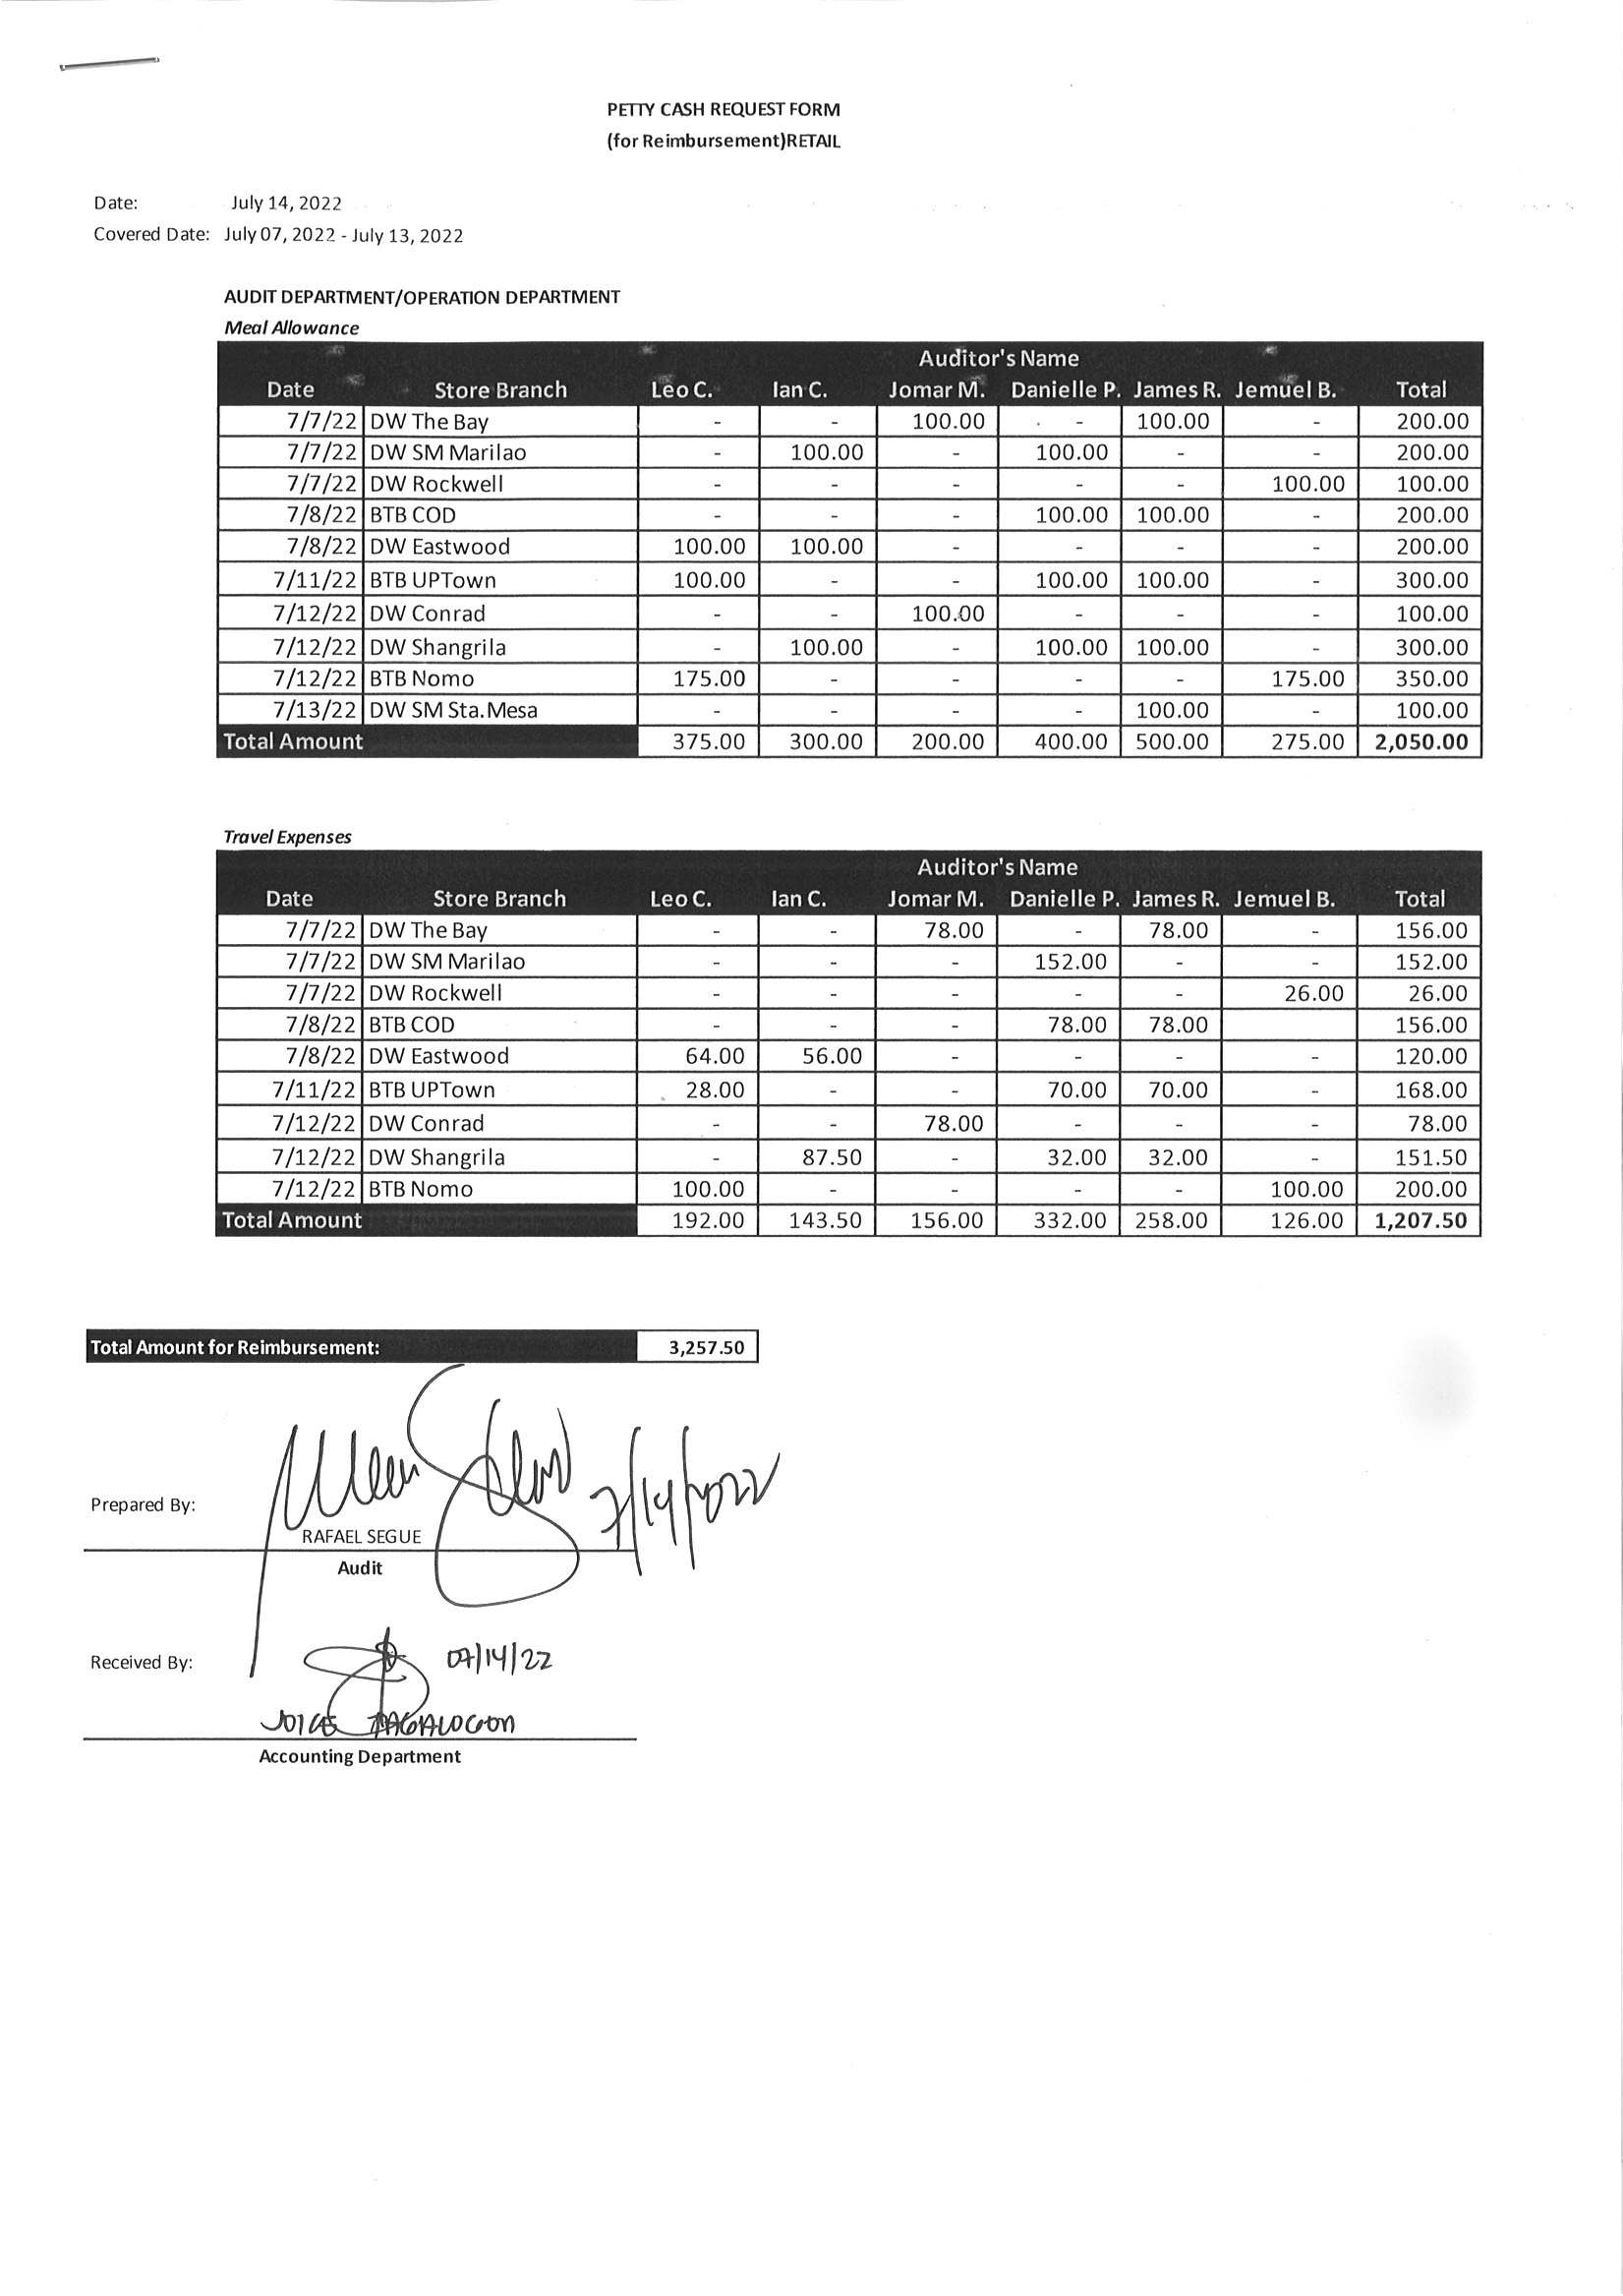 PETTY CASH REQUEST FORM
(for Reimbursement)RETAIL
Date: July 14, 2022
Covered Date: July 07, 2022 - July 13, 2022
AUDIT DEPARTMENT/OPERATION DEPARTMENT
Meal Allowance
Auditor's Name
Date Store Branch Leo C. Ian C. Jomar M. Danielle P. James R. Jemuel B. Total
7/7/22 DW The Bay - - 100.00 - 100.00 - 200.00
7/7/22 DW SM Marilao - 100.00 - 100.00 - - 200.00
7/7/22 DW Rockwell - - - - - 100.00 100.00
7/8/22 BTB COD - - - 100.00 100.00 - 200.00
7/8/22 DW Eastwood 100.00 100.00 - - - - 200.00
7/11/22 BTB UPTown 100.00 - - 100.00 100.00 - 300.00
7/12/22 DW Conrad - - 100.00 - - - 100.00
7/12/22 DW Shangrila - 100.00 - 100.00 100.00 - 300.00
7/12/22 BTB Nomo 175.00 - - - - 175.00 350.00
7/13/22 DW SM Sta.Mesa - - - - 100.00 - 100.00
Total Amount 375.00 300.00 200.00 400.00 500.00 275.00 2,050.00
Travel Expenses
Auditor's Name
Date Store Branch Leo C. Ian C. Jomar M. Danielle P. James R. Jemuel B. Total
7/7/22 DW The Bay - - 78.00 - 78.00 - 156.00
7/7/22 DW SM Marilao - - - 152.00 - - 152.00
7/7/22 DW Rockwell - - - - - 26.00 26.00
7/8/22 BTB COD - - - 78.00 78.00 156.00
7/8/22 DW Eastwood 64.00 56.00 - - - - 120.00
7/11/22 BTB UPTown 28.00 - - 70.00 70.00 - 168.00
7/12/22 DW Conrad - - 78.00 - - - 78.00
7/12/22 DW Shangrila - 87.50 - 32.00 32.00 - 151.50
7/12/22 BTB Nomo 100.00 - - - - 100.00 200.00
Total Amount 192.00 143.50 156.00 332.00 258.00 126.00 1,207.50
Total Amount for Reimbursement: 3,257.50
7/14/2022
Prepared By:
RAFAEL SEGUE
Audit
Received By: 07/14/22
JOICE
Accounting Department